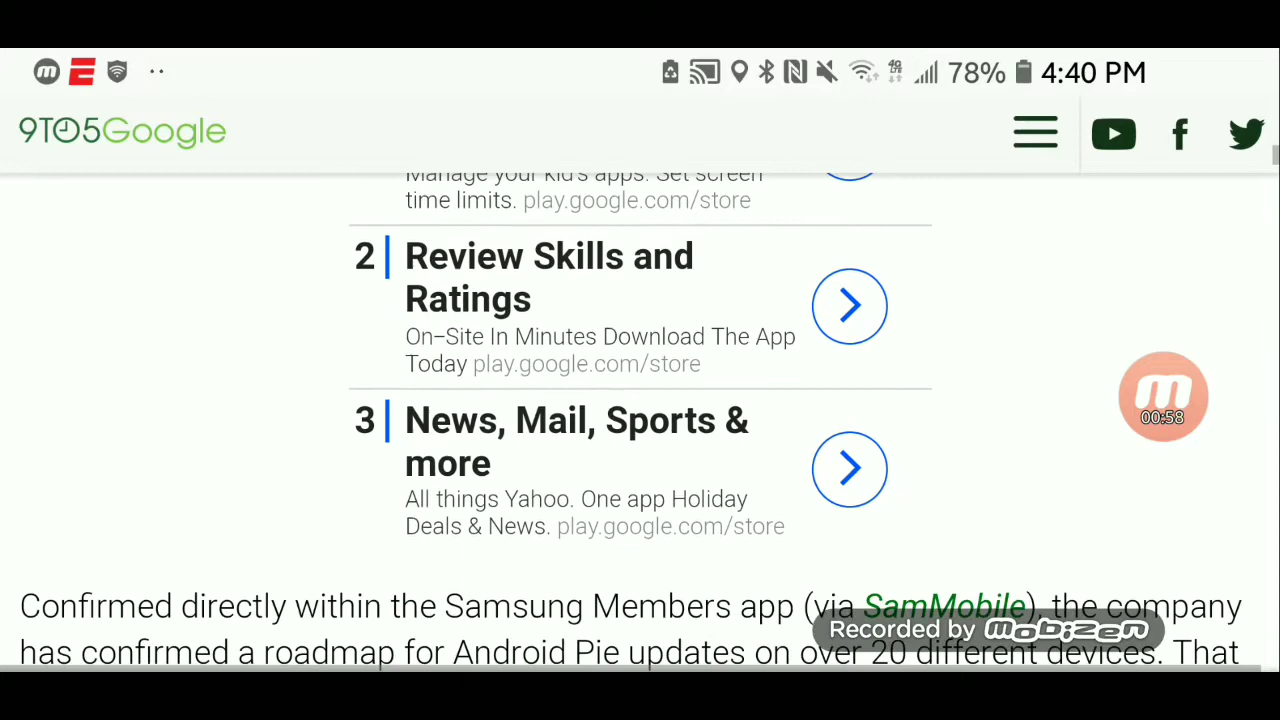 78% 4:40 PM
9TO5Google
Manage your kid's apps. Set screen
time limits. play.google.com/store
2 Review Skills and
Ratings
On-Site In Minutes Download The App
Today play.google.com/store
3 News, Mail, Sports &
more
All things Yahoo. One app Holiday
Deals & News. play.google.com/store
00:58
Confirmed directly within the Samsung Members app (via SamMobile), the company
Recorded by mobizen
has confirmed a roadmap for Android Pie updates on over 20 different devices. That